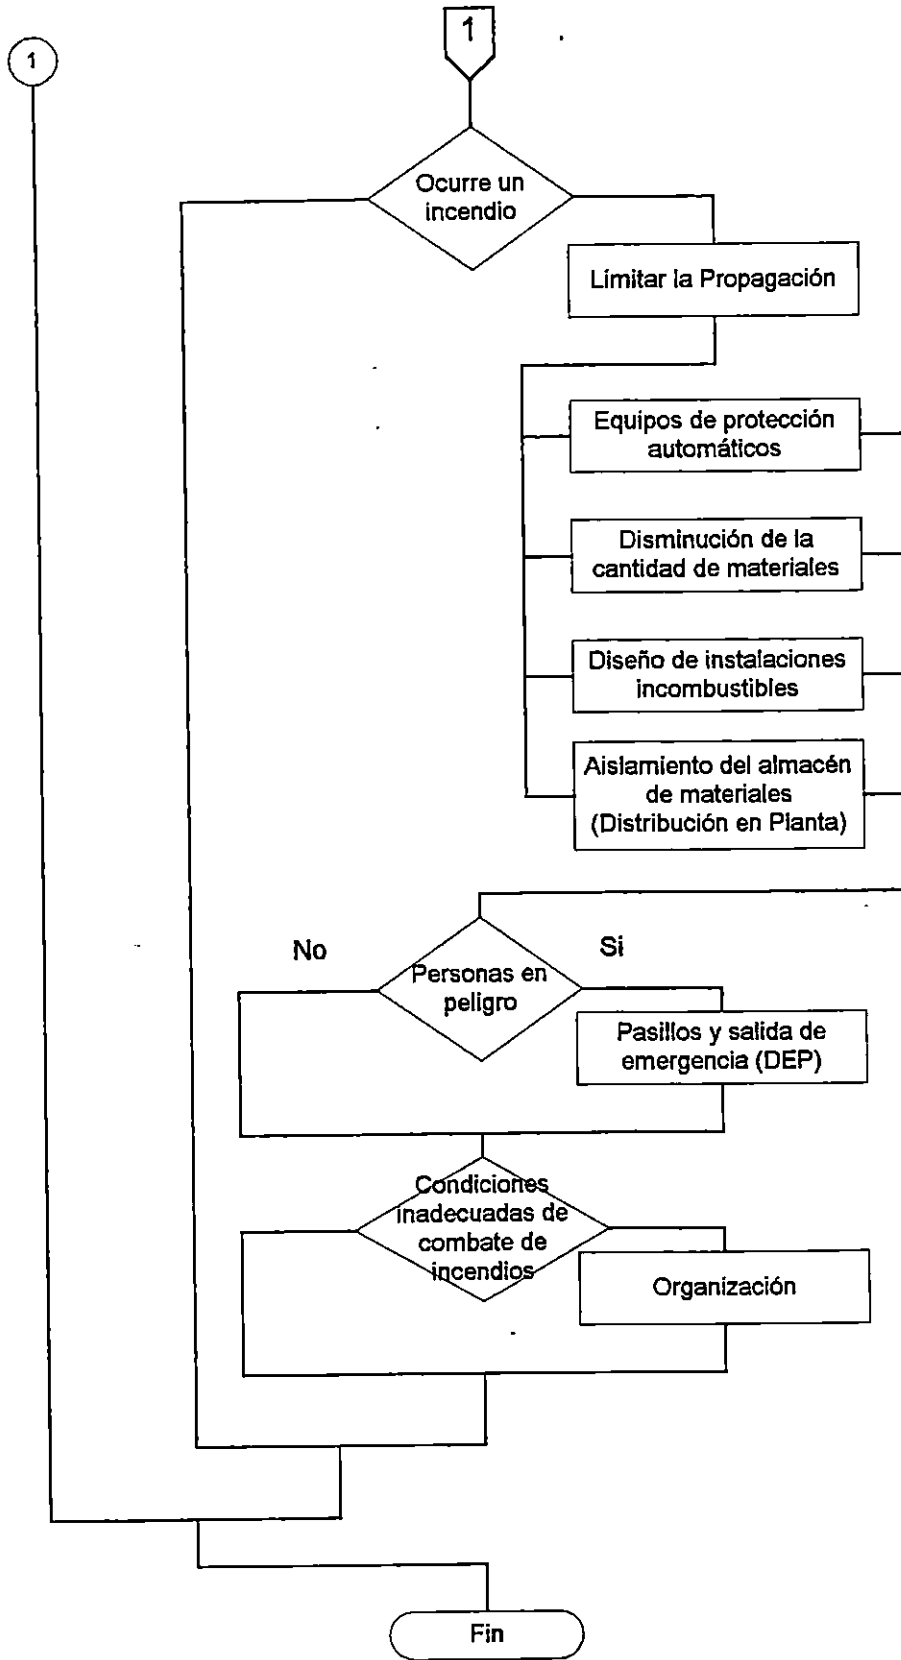 1
1
Ocurre un
incendio
Límitar la Propagación
Equipos de protección
automáticos
Disminución de la
cantidad de materiales
Diseño de instalaciones
incombustibles
Aislamiento del almacén
de materiales
(Distribución en Planta)
No
Si
Personas en
peligro
Pasillos y salida de
emergencia (DEP)
Condiciones
inadecuadas de
combate de
incendios
Organización
Fin